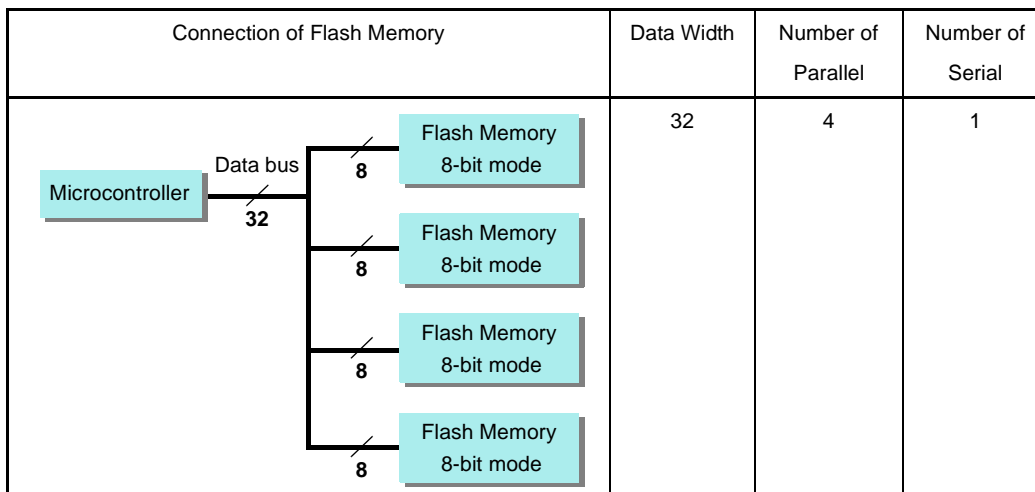 Connection of Flash Memory
Data Width
Number of
Parallel
Number of
Serial
32
4
1
Microcontroller
Data bus
32
8
Flash Memory
8-bit mode
8
Flash Memory
8-bit mode
8
Flash Memory
8-bit mode
8
Flash Memory
8-bit mode